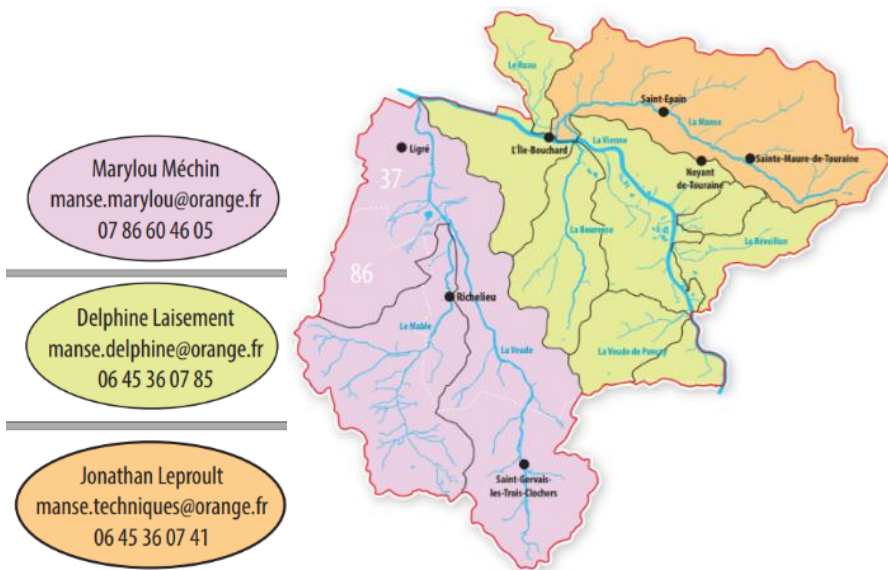 Marylou Méchin
manse.marylou@orange.fr
07 86 60 46 05
Delphine Laisement
manse.delphine@orange.fr
06 45 36 07 85
Jonathan Leproult
manse.techniques@orange.fr
06 45 36 07 41
Le Ruau
Saint-Epain
La Manse
Ligré
L'Île-Bouchard
La Vienne
Sainte-Maure-de-Touraine
Noyant
de-Touraine
37
La Bourouse
Le Réveillon
86
Richelieu
Le Mable
La Veude
La Veude de Ponçay
Saint-Gervais-
les-Trois-Clochers